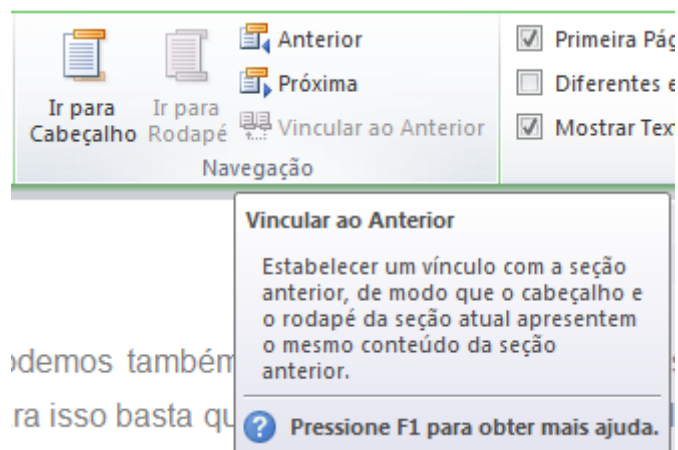 Anterior
Primeira Pág
Próxima
Diferentes e
Ir para
Cabeçalho
Ir para
Rodapé
Vincular ao Anterior
Mostrar Tex
Navegação
Vincular ao Anterior
Estabelecer um vínculo com a seção
anterior, de modo que o cabeçalho e
o rodapé da seção atual apresentem
o mesmo conteúdo da seção
anterior.
odemos também
ra isso basta qu
Pressione F1 para obter mais ajuda.